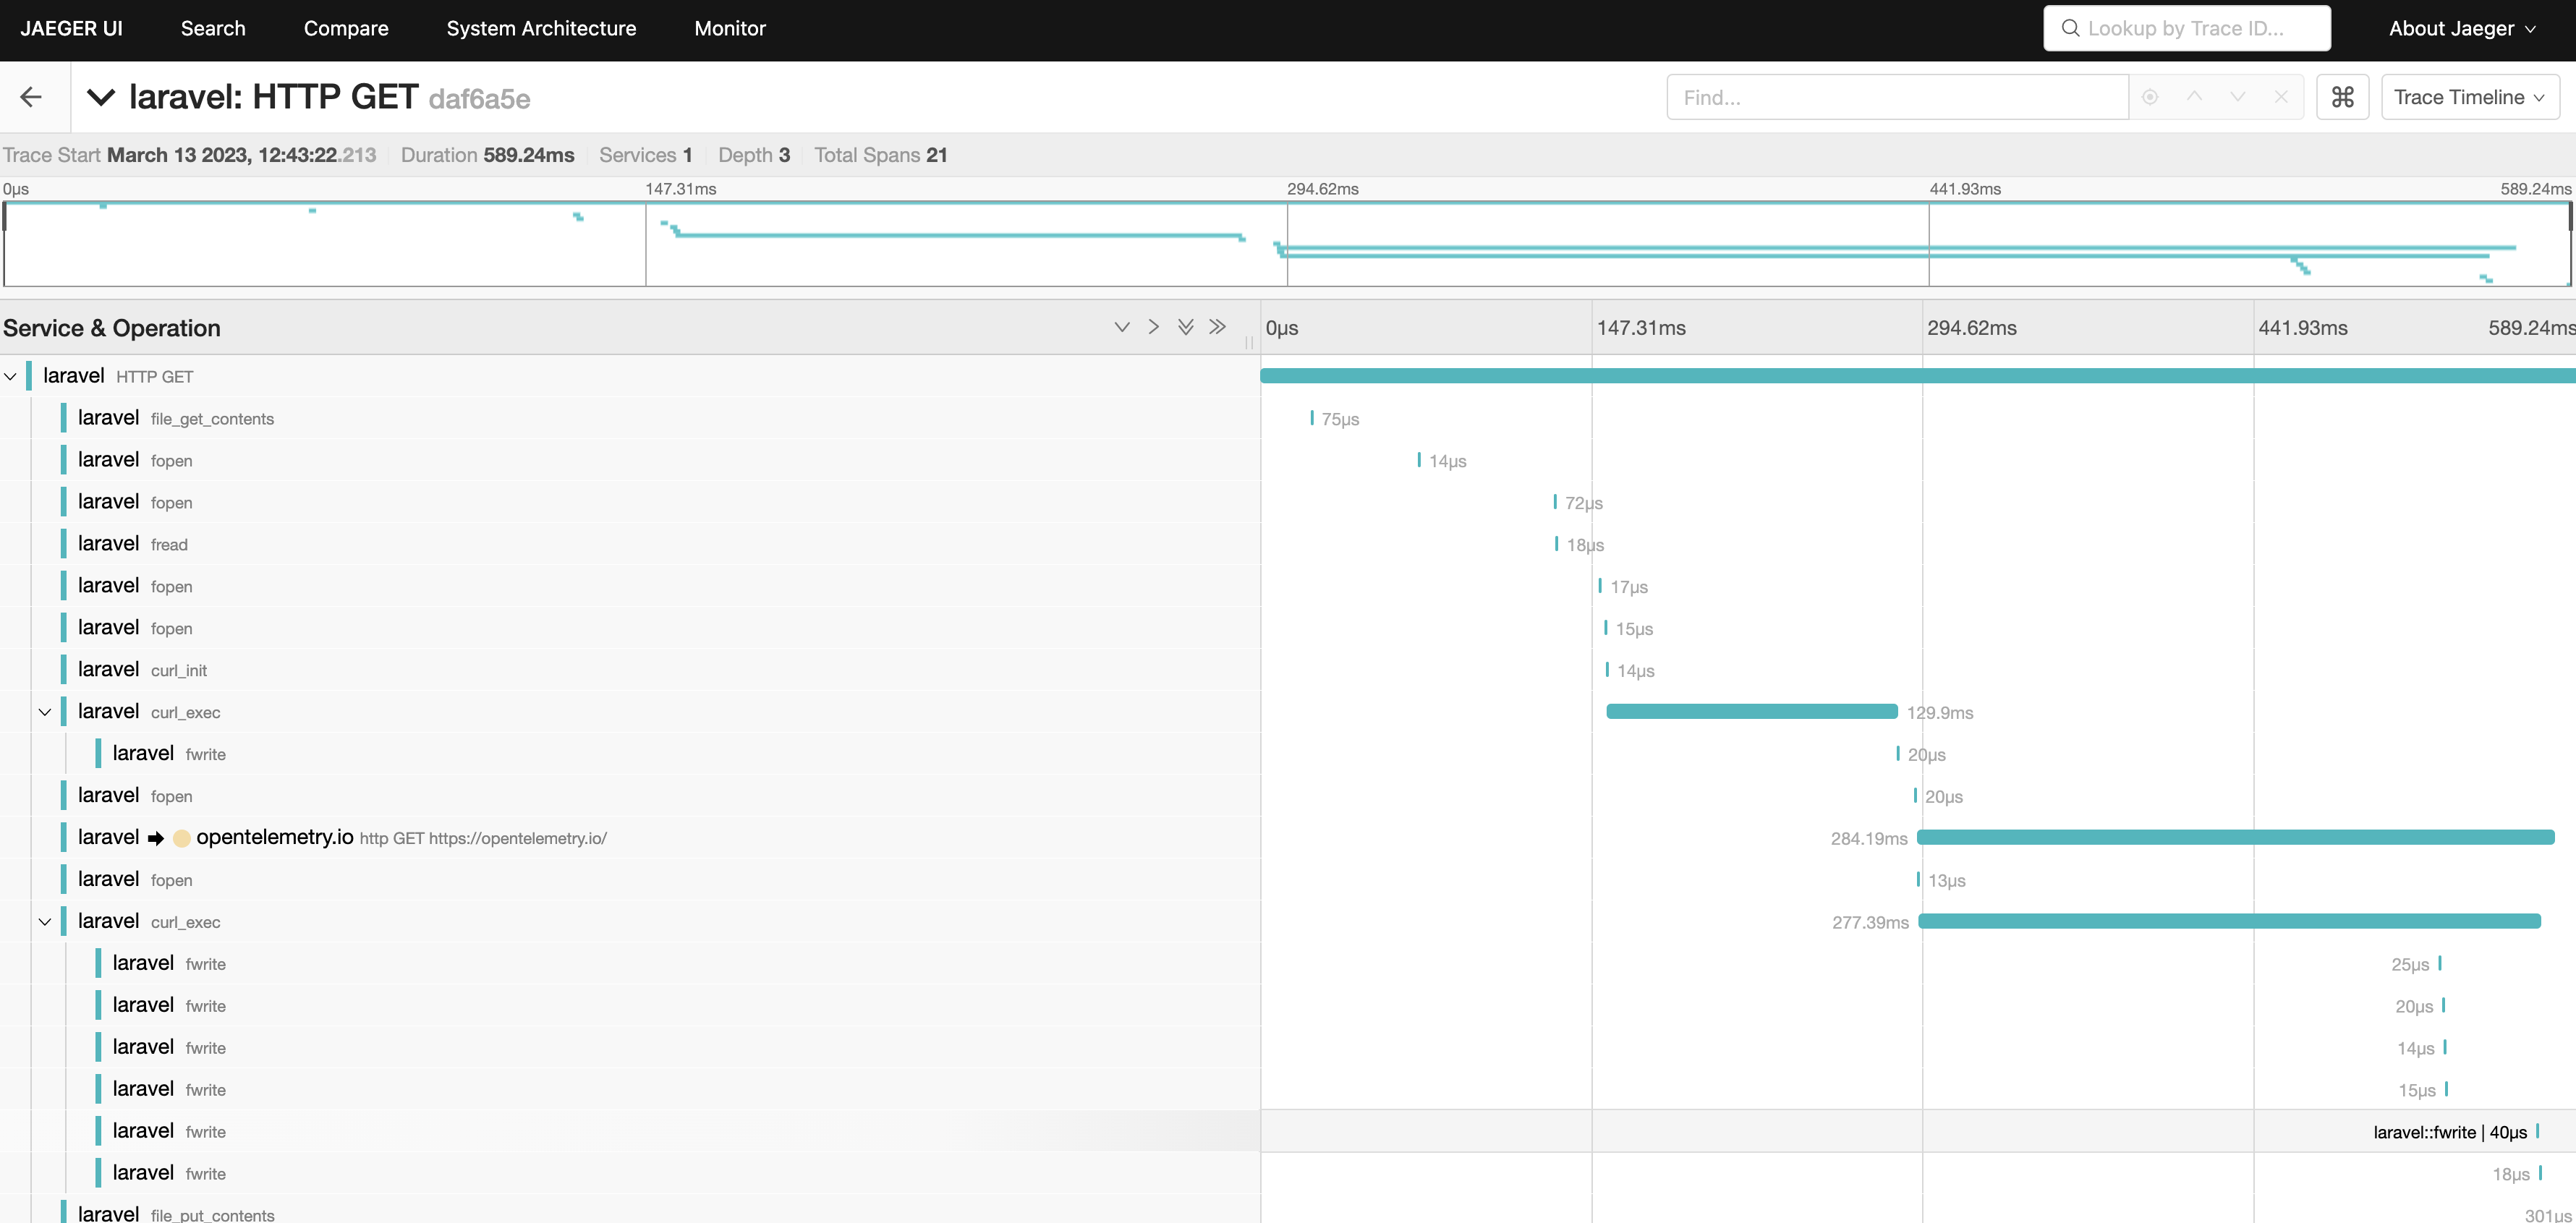 JAEGER UI Search Compare System Architecture Monitor Lookup by Trace ID... About Jaeger
laravel: HTTP GET daf6a5e Find... ⌘ Trace Timeline
Trace Start March 13 2023, 12:43:22.213 Duration 589.24ms Services 1 Depth 3 Total Spans 21
0μs 147.31ms 294.62ms 441.93ms 589.24ms
Service & Operation 0μs 147.31ms 294.62ms 441.93ms 589.24ms
laravel HTTP GET
laravel file_get_contents 75μs
laravel fopen 14μs
laravel fopen 72μs
laravel fread 18μs
laravel fopen 17μs
laravel fopen 15μs
laravel curl_init 14μs
laravel curl_exec 129.9ms
laravel fwrite 20μs
laravel fopen 20μs
laravel ➡ opentelemetry.io http GET https://opentelemetry.io/ 284.19ms
laravel fopen 13μs
laravel curl_exec 277.39ms
laravel fwrite 25μs
laravel fwrite 20μs
laravel fwrite 14μs
laravel fwrite 15μs
laravel fwrite laravel::fwrite | 40μs
laravel fwrite 18μs
laravel file_put_contents 301μs